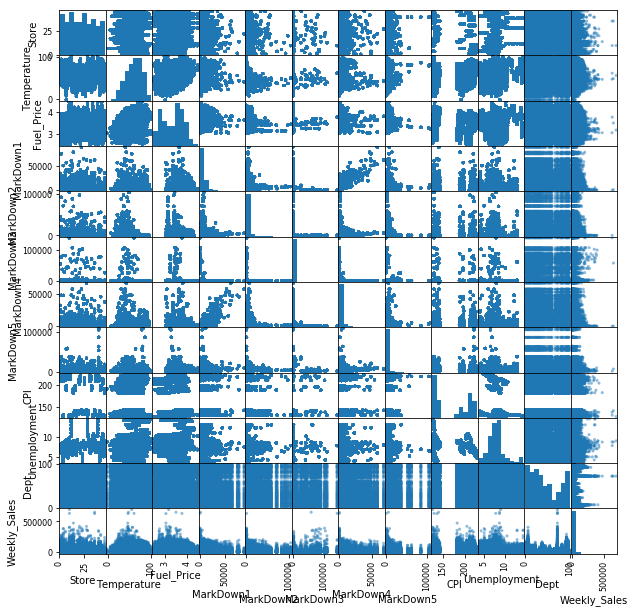 Store
25
0
Temperature
100
0
Fuel_Price
4
3
MarkDown1
50000
0
MarkDown2
100000
0
MarkDown3
100000
0
MarkDown4
50000
0
MarkDown5
100000
0
CPI
200
150
Unemployment
10
5
Dept
100
0
Weekly_Sales
500000
0
0 25 0 100 3 4 0 50000 0 100000 0 100000 0 50000 0 100000 150 200 5 10 0 100 0 500000
Store Temperature Fuel_Price MarkDown1 MarkDown2 MarkDown3 MarkDown4 MarkDown5 CPI Unemployment Dept Weekly_Sales